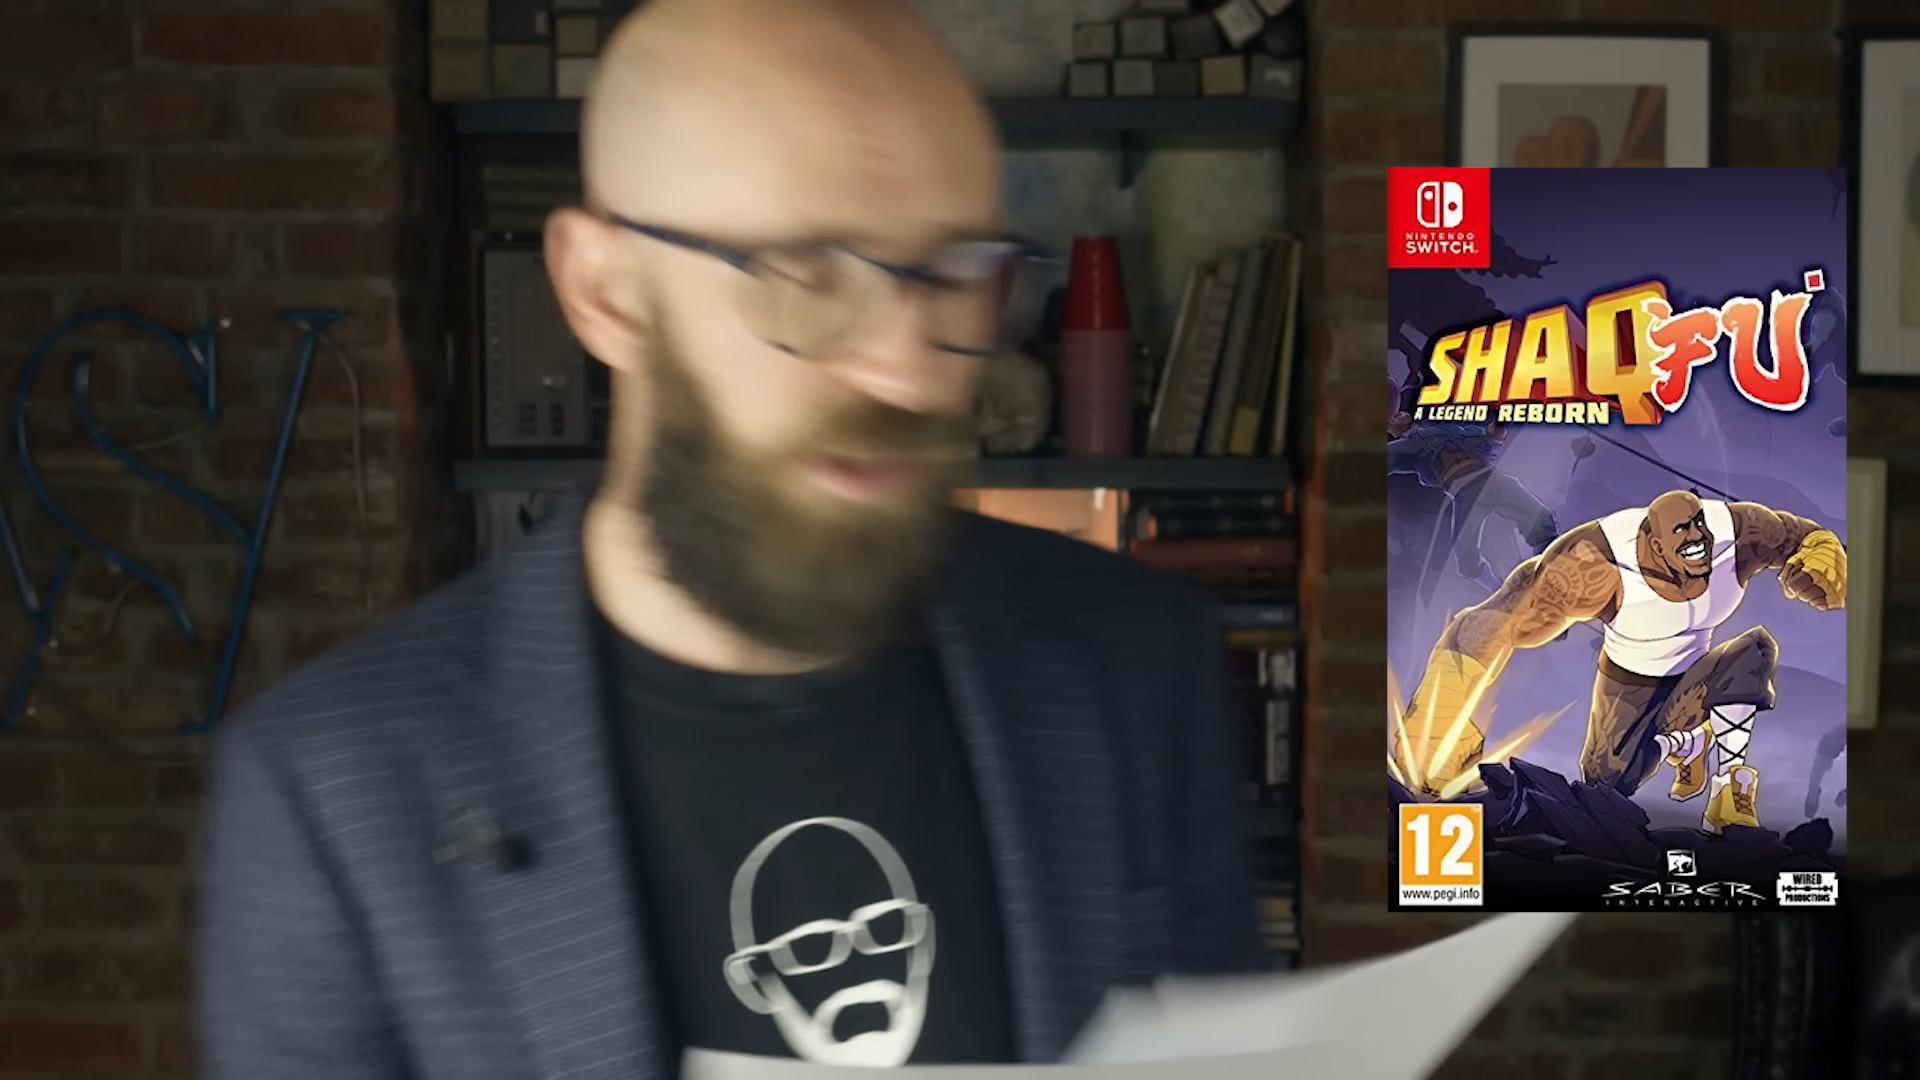 NINTENDO
SWITCH
SHAQ FU
A LEGEND REBORN
12
www.pegi.info
SABER
INTERACTIVE
WIRED
PRODUCTIONS